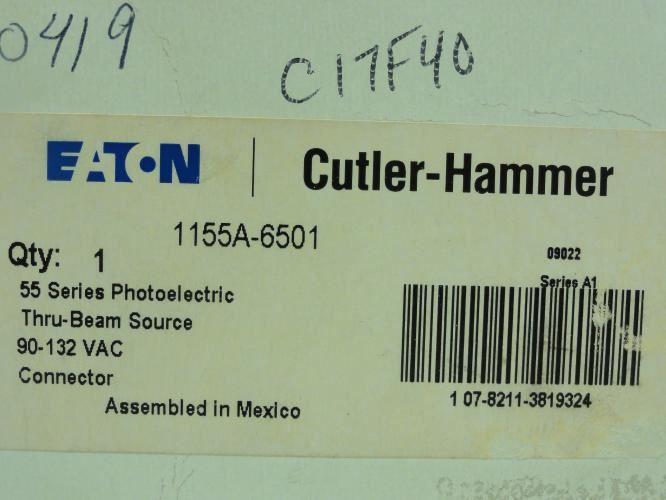 0419
C17F40
EATON | Cutler-Hammer
1155A-6501
Qty: 1
09022
Series A1
55 Series Photoelectric
Thru-Beam Source
90-132 VAC
Connector
Assembled in Mexico
1 07-8211-3819324